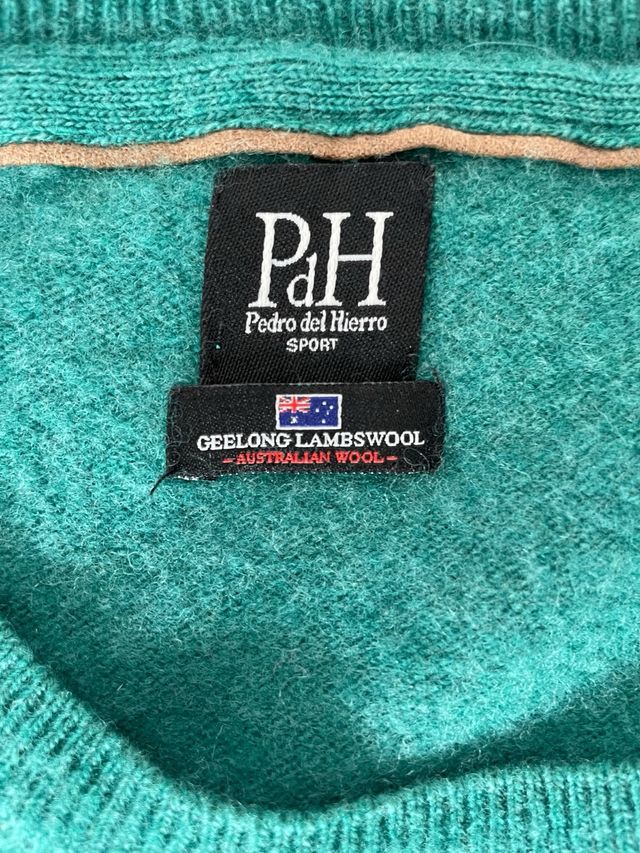 PdH
Pedro del Hierro
SPORT
GEELONG LAMBSWOOL
- AUSTRALIAN WOOL -